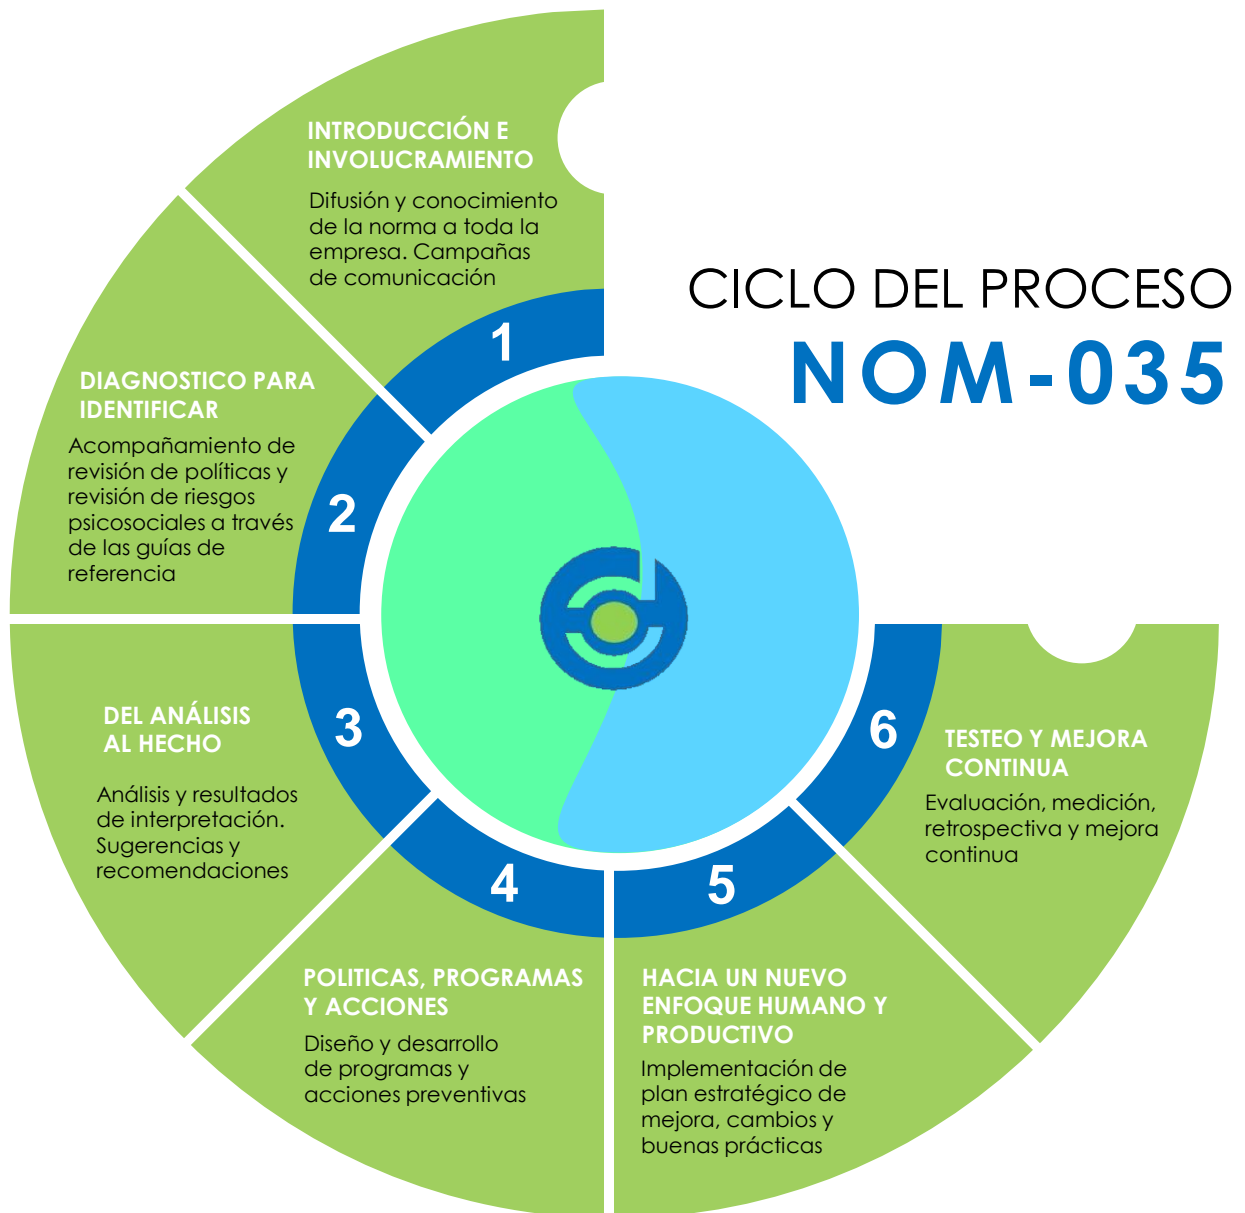 CICLO DEL PROCESO
NOM-035
INTRODUCCIÓN E
INVOLUCRAMIENTO
Difusión y conocimiento
de la norma a toda la
empresa. Campañas
de comunicación
1
DIAGNOSTICO PARA
IDENTIFICAR
Acompañamiento de
revisión de políticas y
revisión de riesgos
psicosociales a través
de las guías de
referencia
2
DEL ANÁLISIS
AL HECHO
Análisis y resultados
de interpretación.
Sugerencias y
recomendaciones
3
POLITICAS, PROGRAMAS
Y ACCIONES
Diseño y desarrollo
de programas y
acciones preventivas
4
HACIA UN NUEVO
ENFOQUE HUMANO Y
PRODUCTIVO
Implementación de
plan estratégico de
mejora, cambios y
buenas prácticas
5
TESTEO Y MEJORA
CONTINUA
Evaluación, medición,
retrospectiva y mejora
continua
6